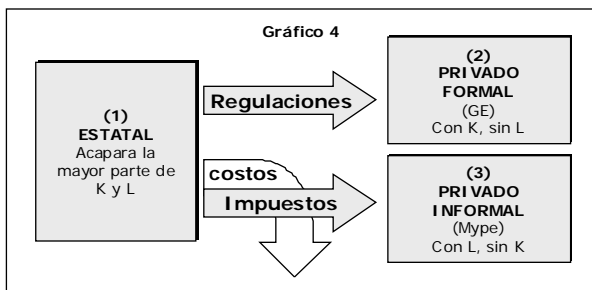 Gráfico 4
(1)
ESTATAL
Acapara la
mayor parte de
K y L
Regulaciones
costos
Impuestos
(2)
PRIVADO
FORMAL
(GE)
Con K, sin L
(3)
PRIVADO
INFORMAL
(Mype)
Con L, sin K